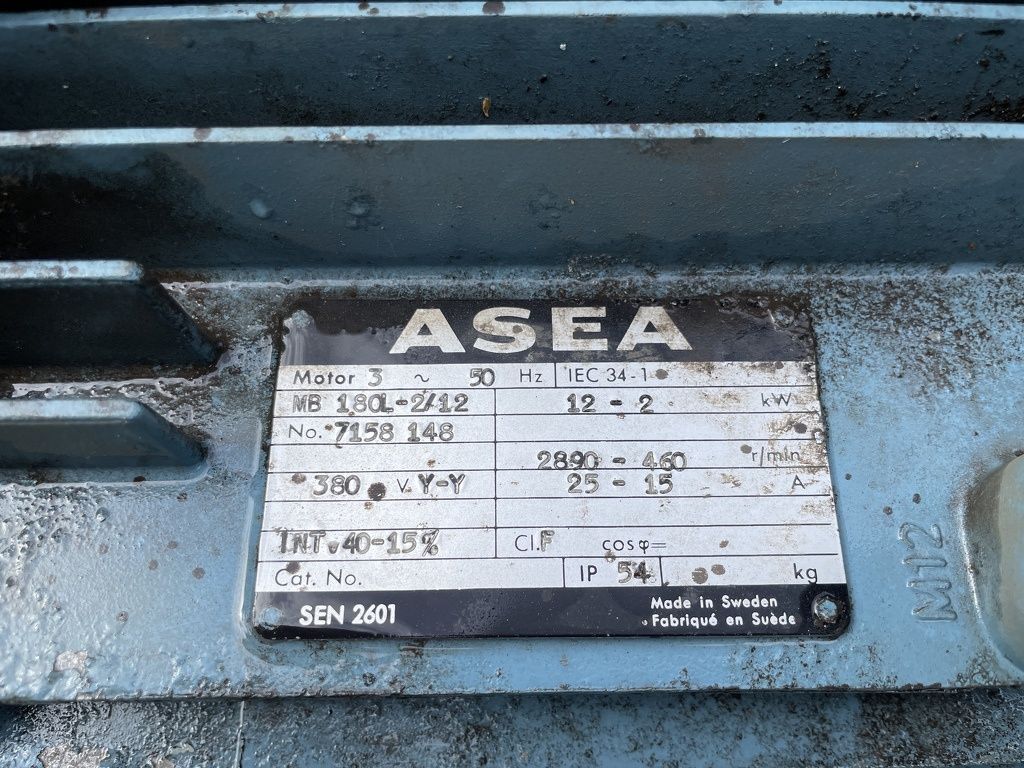 ASEA
Motor 3 ~ 50 Hz IEC 34-1
MB 180L-2/12 12 - 2 kW
No. 7158 148
2890 - 460 r/min
380 V Y-Y 25 - 15 A
INT. 40-15% Cl.F cosφ=
Cat. No. IP 54 kg
SEN 2601 Made in Sweden
Fabriqué en Suède
M12